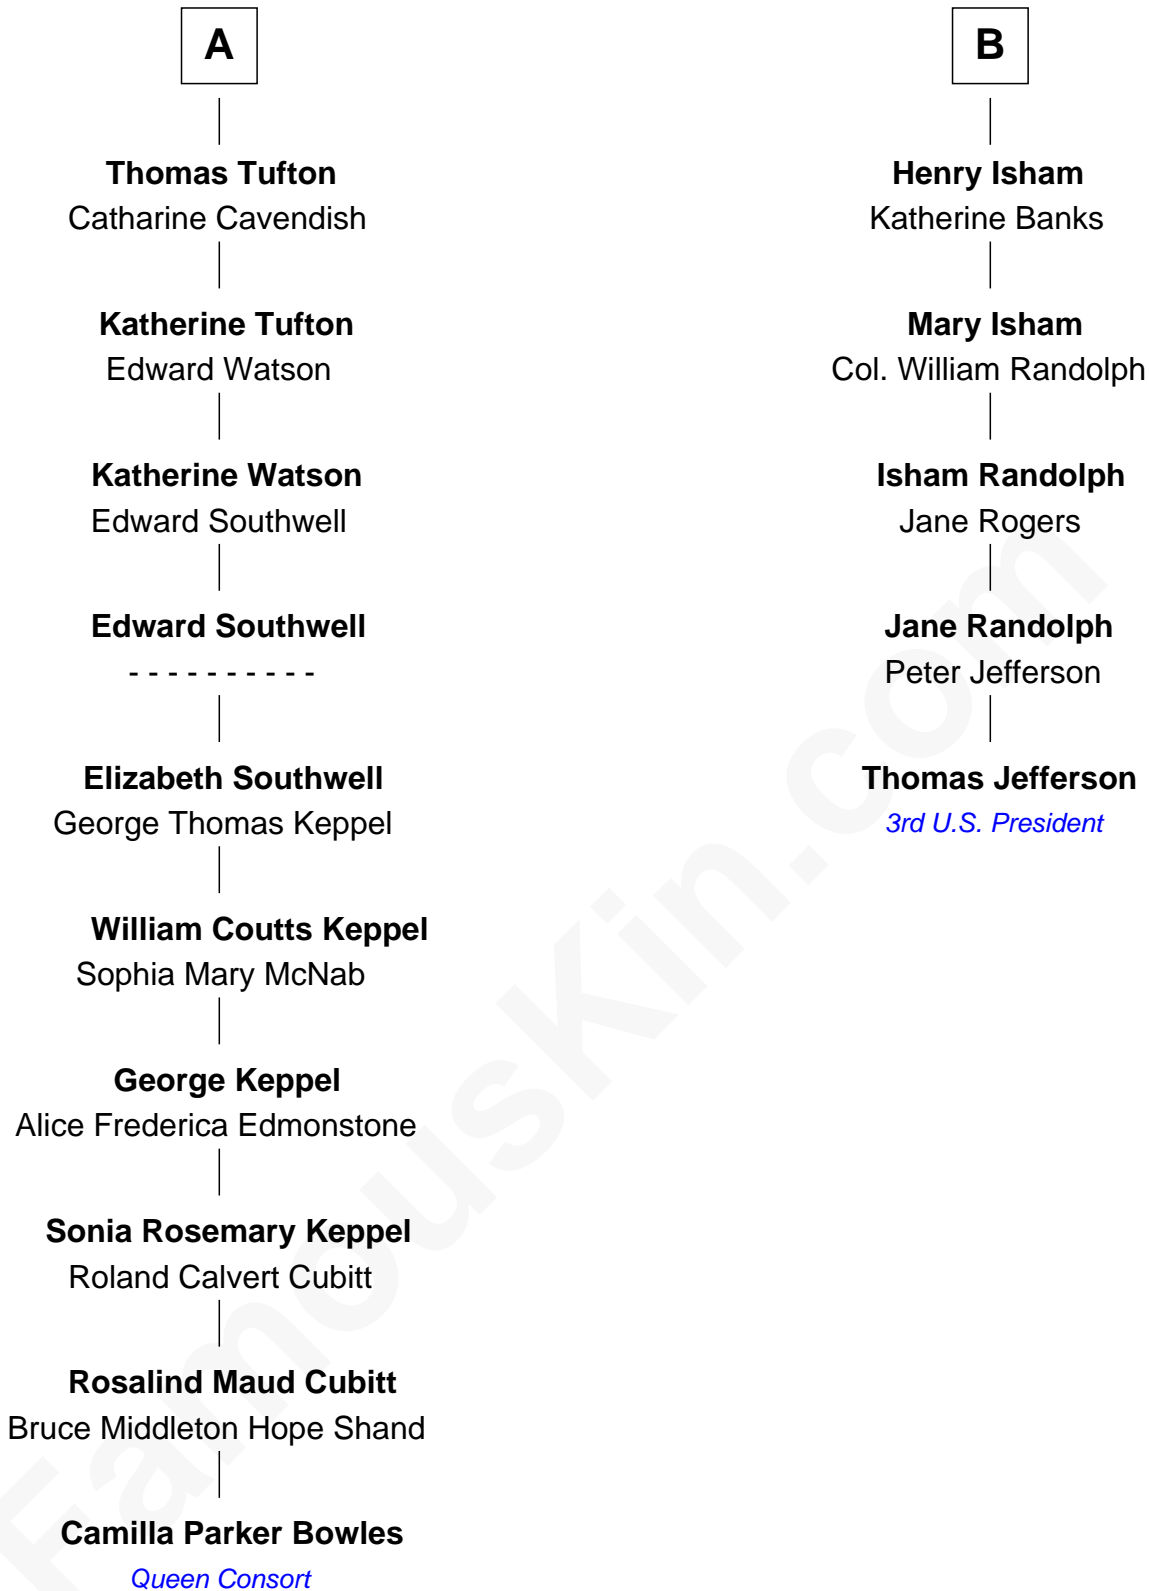 A
Thomas Tufton
Catharine Cavendish
Katherine Tufton
Edward Watson
Katherine Watson
Edward Southwell
Edward Southwell
- - - - - - - - - -
Elizabeth Southwell
George Thomas Keppel
William Coutts Keppel
Sophia Mary McNab
George Keppel
Alice Frederica Edmonstone
Sonia Rosemary Keppel
Roland Calvert Cubitt
Rosalind Maud Cubitt
Bruce Middleton Hope Shand
Camilla Parker Bowles
Queen Consort
B
Henry Isham
Katherine Banks
Mary Isham
Col. William Randolph
Isham Randolph
Jane Rogers
Jane Randolph
Peter Jefferson
Thomas Jefferson
3rd U.S. President
FamousKin.com